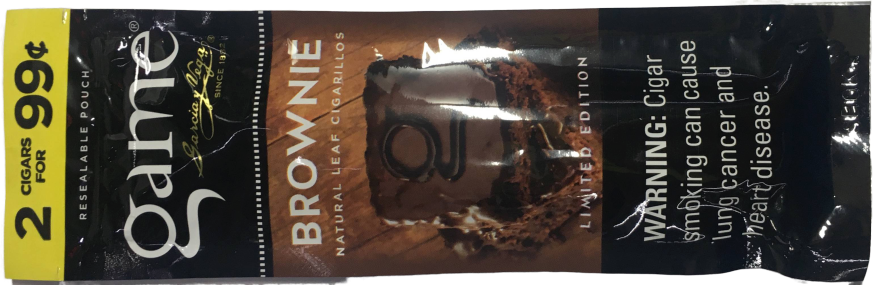 2 CIGARS FOR 99¢
RESEALABLE POUCH
game®
Garcia y Vega®
SINCE 1882
BROWNIE
NATURAL LEAF CIGARILLOS
g
LIMITED EDITION
WARNING: Cigar
smoking can cause
lung cancer and
heart disease.